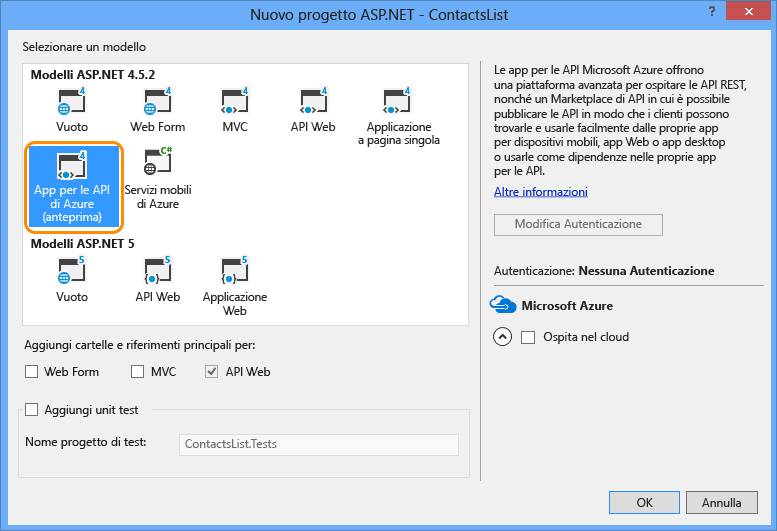 Nuovo progetto ASP.NET - ContactsList
?
Selezionare un modello
Modelli ASP.NET 4.5.2
4
4
4
4
4
Vuoto
Web Form
MVC
API Web
Applicazione
a pagina singola
4
App per le API
di Azure
(anteprima)
C#
Servizi mobili
di Azure
Modelli ASP.NET 5
5
5
5
Vuoto
API Web
Applicazione
Web
Aggiungi cartelle e riferimenti principali per:
Web Form
MVC
API Web
Aggiungi unit test
Nome progetto di test:
ContactsList.Tests
Le app per le API Microsoft Azure offrono
una piattaforma avanzata per ospitare le API REST,
nonché un Marketplace di API in cui è possibile
pubblicare le API in modo che i clienti possono
trovarle e usarle facilmente dalle proprie app
per dispositivi mobili, app Web o app desktop
o usarle come dipendenze nelle proprie app
per le API.
Altre informazioni
Modifica Autenticazione
Autenticazione: Nessuna Autenticazione
Microsoft Azure
Ospita nel cloud
OK
Annulla